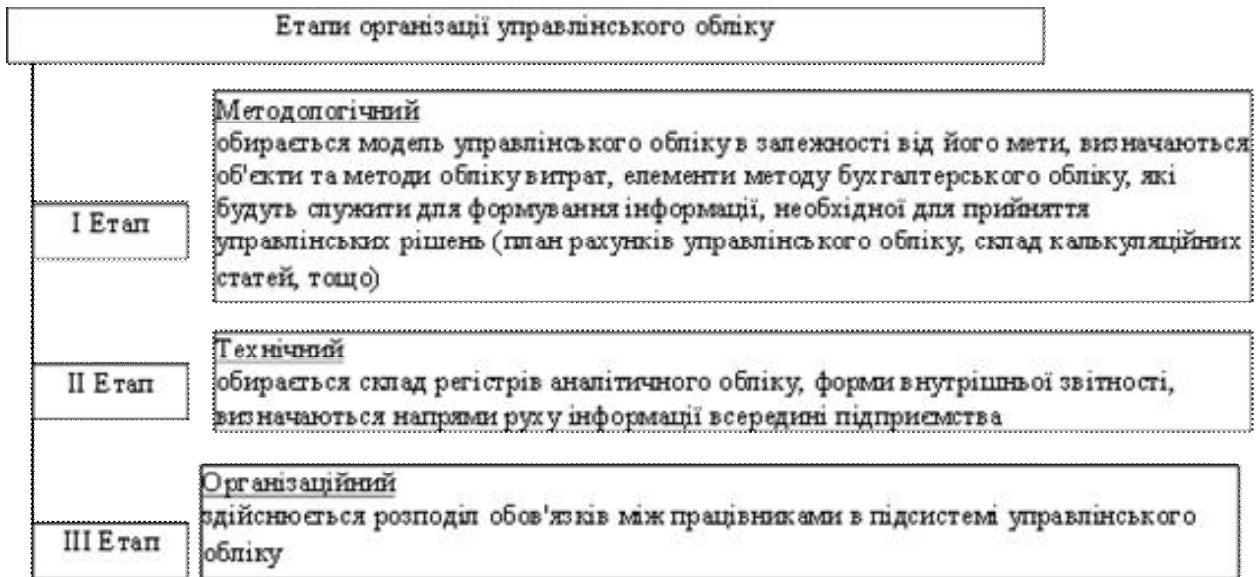 Етапи організації управлінського обліку
Методологічний
обирається модель управлінського обліку в залежності від його мети, визначаються
об'єкти та методи обліку витрат, елементи методу бухгалтерського обліку, які
будуть служити для формування інформації, необхідної для прийняття
управлінських рішень (план рахунків управлінського обліку, склад калькуляційних
статей, тощо)
І Етап
Технічний
обирається склад регістрів аналітичного обліку, форми внутрішньої звітності,
визначаються напрями руху інформації всередині підприємства
ІІ Етап
Організаційний
здійснюється розподіл обов'язків між працівниками в підсистемі управлінського
обліку
ІІІ Етап